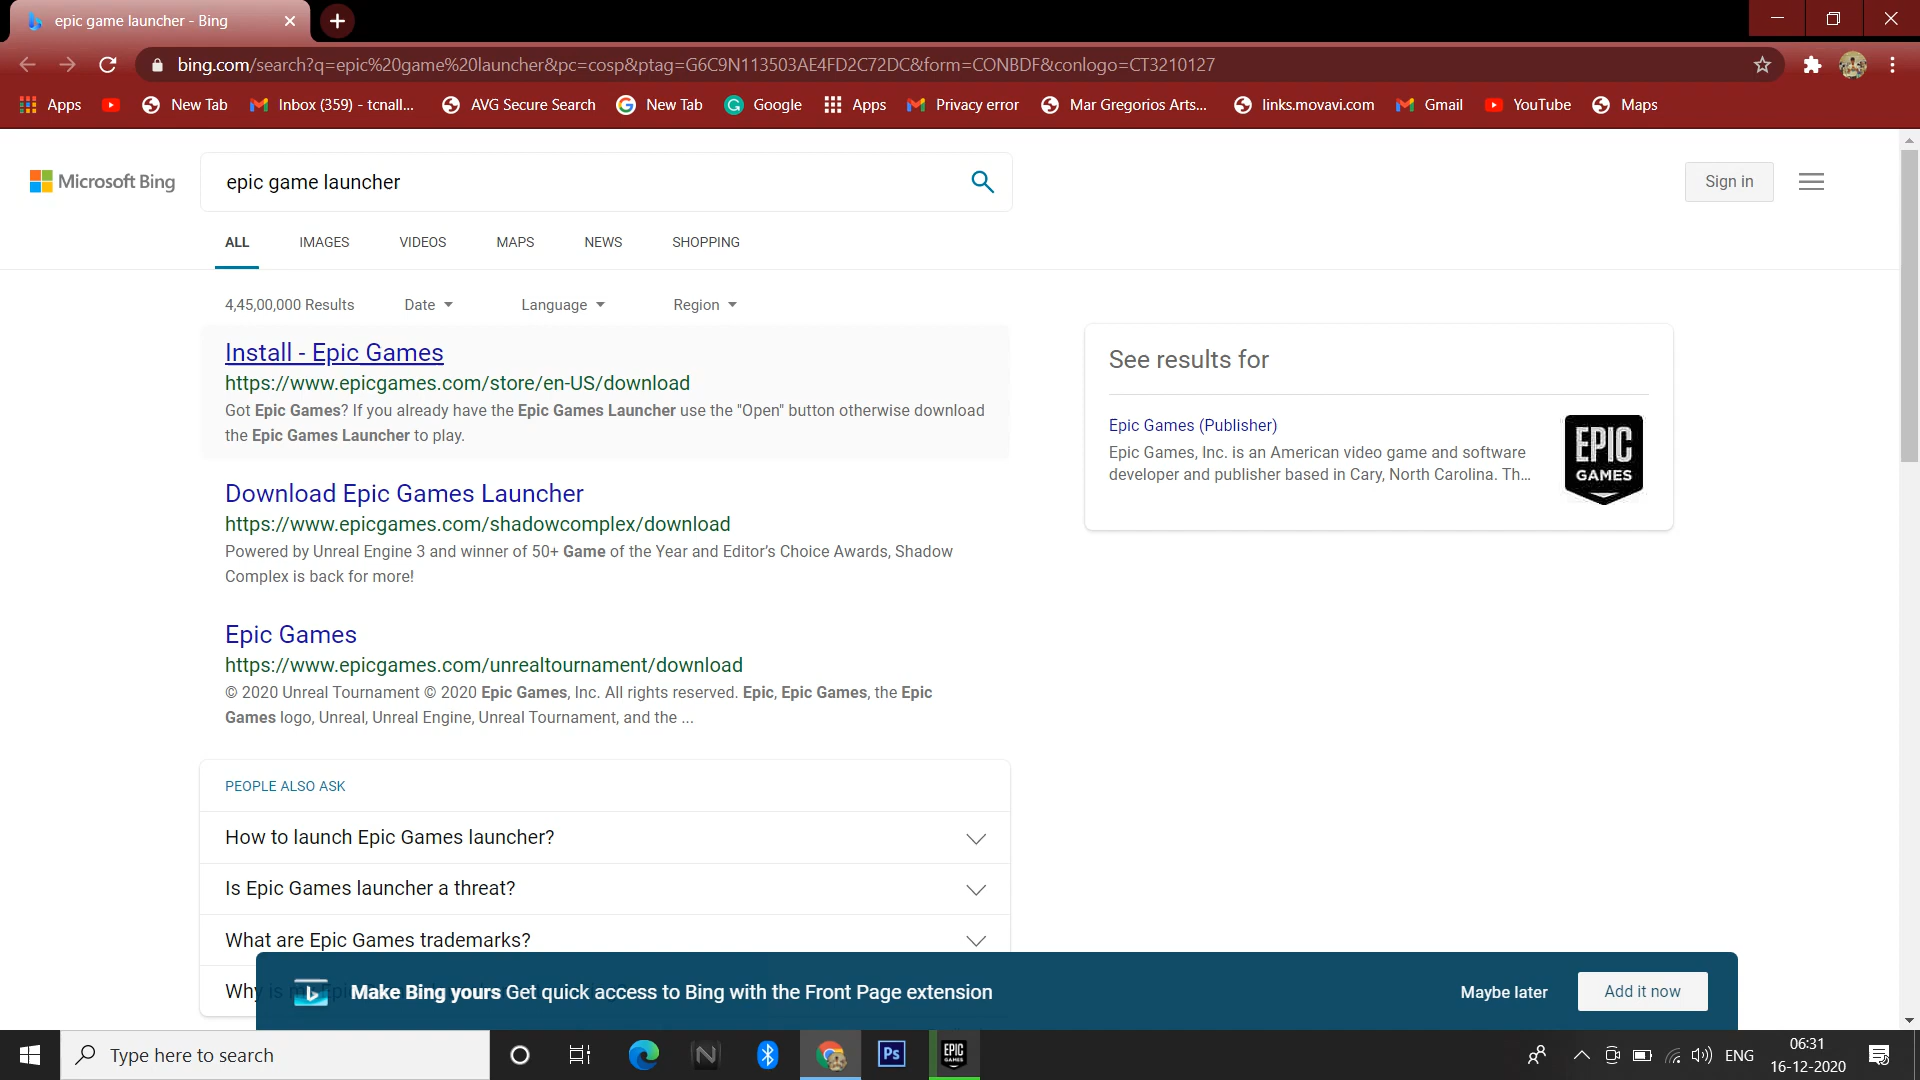 epic game launcher - Bing
bing.com/search?q=epic%20game%20launcher&pc=cosp&ptag=G6C9N113503AE4FD2C72DC&form=CONBDF&conlogo=CT3210127
Apps New Tab Inbox (359) - tcnall... AVG Secure Search New Tab Google Apps Privacy error Mar Gregorios Arts... links.movavi.com Gmail YouTube Maps
Microsoft Bing epic game launcher Sign in
ALL IMAGES VIDEOS MAPS NEWS SHOPPING
4,45,00,000 Results Date Language Region
Install - Epic Games
https://www.epicgames.com/store/en-US/download
Got Epic Games? If you already have the Epic Games Launcher use the "Open" button otherwise download
the Epic Games Launcher to play.
Download Epic Games Launcher
https://www.epicgames.com/shadowcomplex/download
Powered by Unreal Engine 3 and winner of 50+ Game of the Year and Editor's Choice Awards, Shadow
Complex is back for more!
Epic Games
https://www.epicgames.com/unrealtournament/download
© 2020 Unreal Tournament © 2020 Epic Games, Inc. All rights reserved. Epic, Epic Games, the Epic
Games logo, Unreal, Unreal Engine, Unreal Tournament, and the ...
PEOPLE ALSO ASK
How to launch Epic Games launcher?
Is Epic Games launcher a threat?
What are Epic Games trademarks?
Why
See results for
Epic Games (Publisher)
Epic Games, Inc. is an American video game and software
developer and publisher based in Cary, North Carolina. Th...
EPIC
GAMES
Make Bing yours Get quick access to Bing with the Front Page extension Maybe later Add it now
Type here to search
N
Ps
EPIC
GAMES
ENG
06:31
16-12-2020